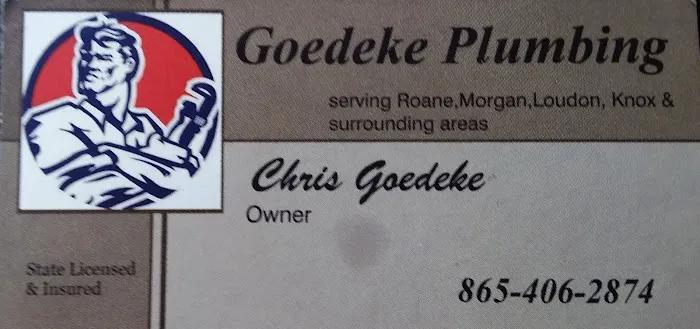 Goedeke Plumbing
serving Roane,Morgan,Loudon, Knox &
surrounding areas
Chris Goedeke
Owner
State Licensed
& Insured
865-406-2874